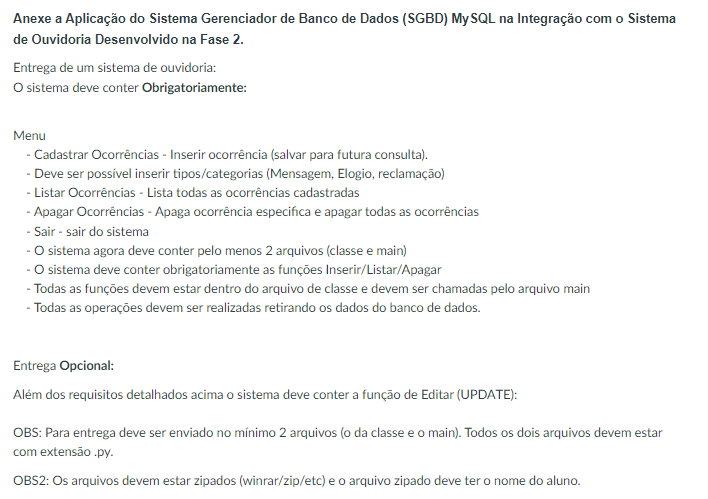 Anexe a Aplicação do Sistema Gerenciador de Banco de Dados (SGBD) MySQL na Integração com o Sistema
de Ouvidoria Desenvolvido na Fase 2.
Entrega de um sistema de ouvidoria:
O sistema deve conter Obrigatoriamente:
Menu
- Cadastrar Ocorrências - Inserir ocorrência (salvar para futura consulta).
- Deve ser possível inserir tipos/categorias (Mensagem, Elogio, reclamação)
- Listar Ocorrências - Lista todas as ocorrências cadastradas
- Apagar Ocorrências - Apaga ocorrência especifica e apagar todas as ocorrências
- Sair - sair do sistema
- O sistema agora deve conter pelo menos 2 arquivos (classe e main)
- O sistema deve conter obrigatoriamente as funções Inserir/Listar/Apagar
- Todas as funções devem estar dentro do arquivo de classe e devem ser chamadas pelo arquivo main
- Todas as operações devem ser realizadas retirando os dados do banco de dados.
Entrega Opcional:
Além dos requisitos detalhados acima o sistema deve conter a função de Editar (UPDATE):
OBS: Para entrega deve ser enviado no mínimo 2 arquivos (o da classe e o main). Todos os dois arquivos devem estar
com extensão .py.
OBS2: Os arquivos devem estar zipados (winrar/zip/etc) e o arquivo zipado deve ter o nome do aluno.